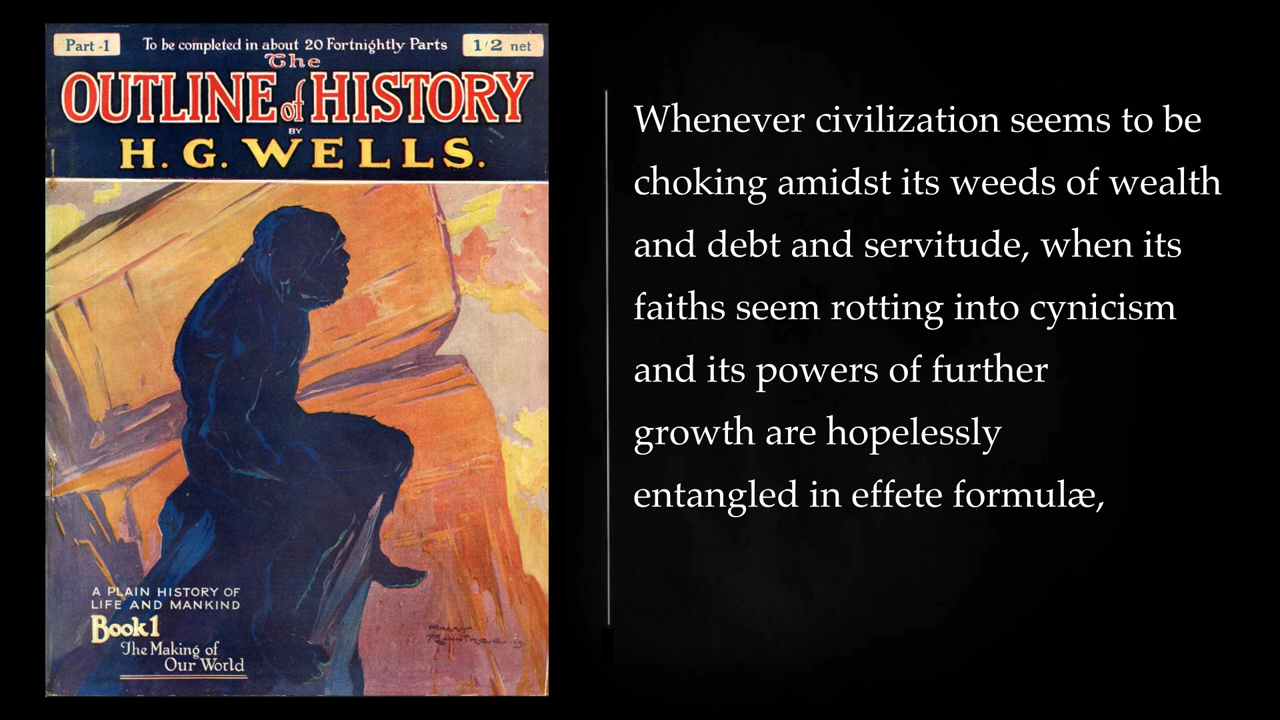 Part -1
To be completed in about 20 Fortnightly Parts
1/2 net
The
OUTLINE of HISTORY
BY
H. G. WELLS.
A PLAIN HISTORY OF
LIFE AND MANKIND
Book 1
The Making of
Our World
Whenever civilization seems to be
choking amidst its weeds of wealth
and debt and servitude, when its
faiths seem rotting into cynicism
and its powers of further
growth are hopelessly
entangled in effete formulæ,